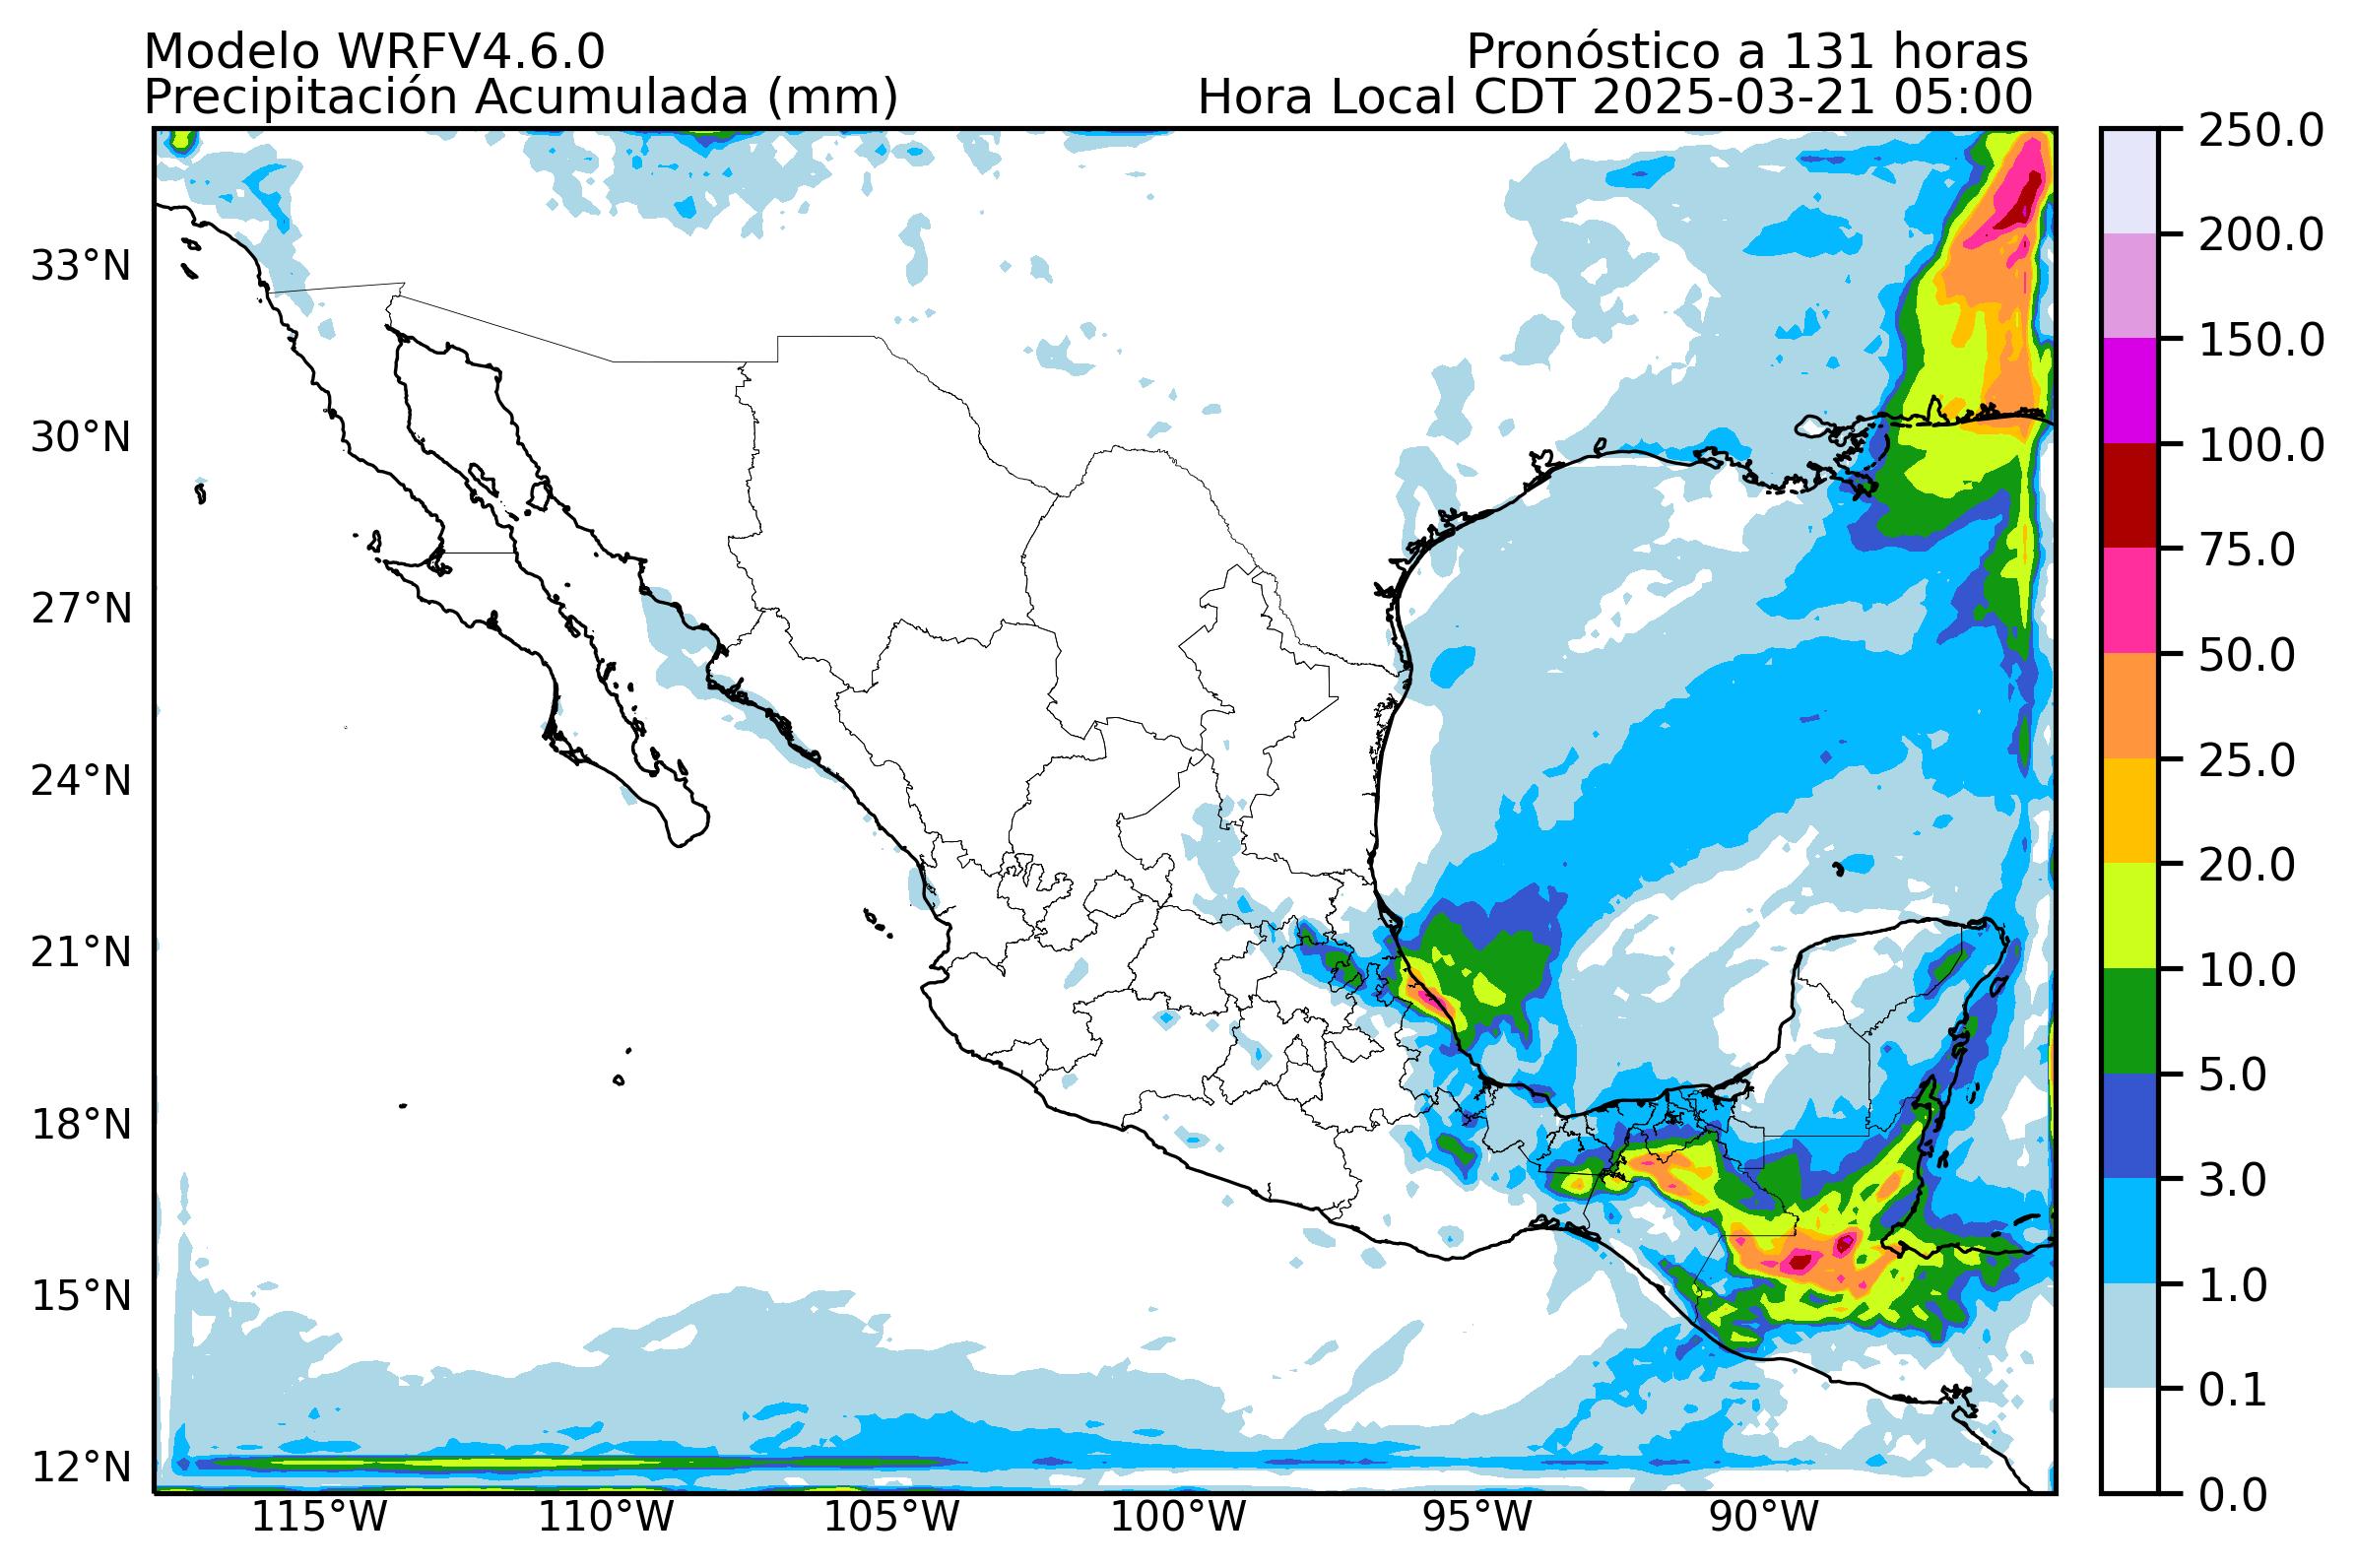 Modelo WRFV4.6.0
Pronóstico a 131 horas
Precipitación Acumulada (mm)
Hora Local CDT 2025-03-21 05:00
33°N
30°N
27°N
24°N
21°N
18°N
15°N
12°N
115°W
110°W
105°W
100°W
95°W
90°W
250.0
200.0
150.0
100.0
75.0
50.0
25.0
20.0
10.0
5.0
3.0
1.0
0.1
0.0